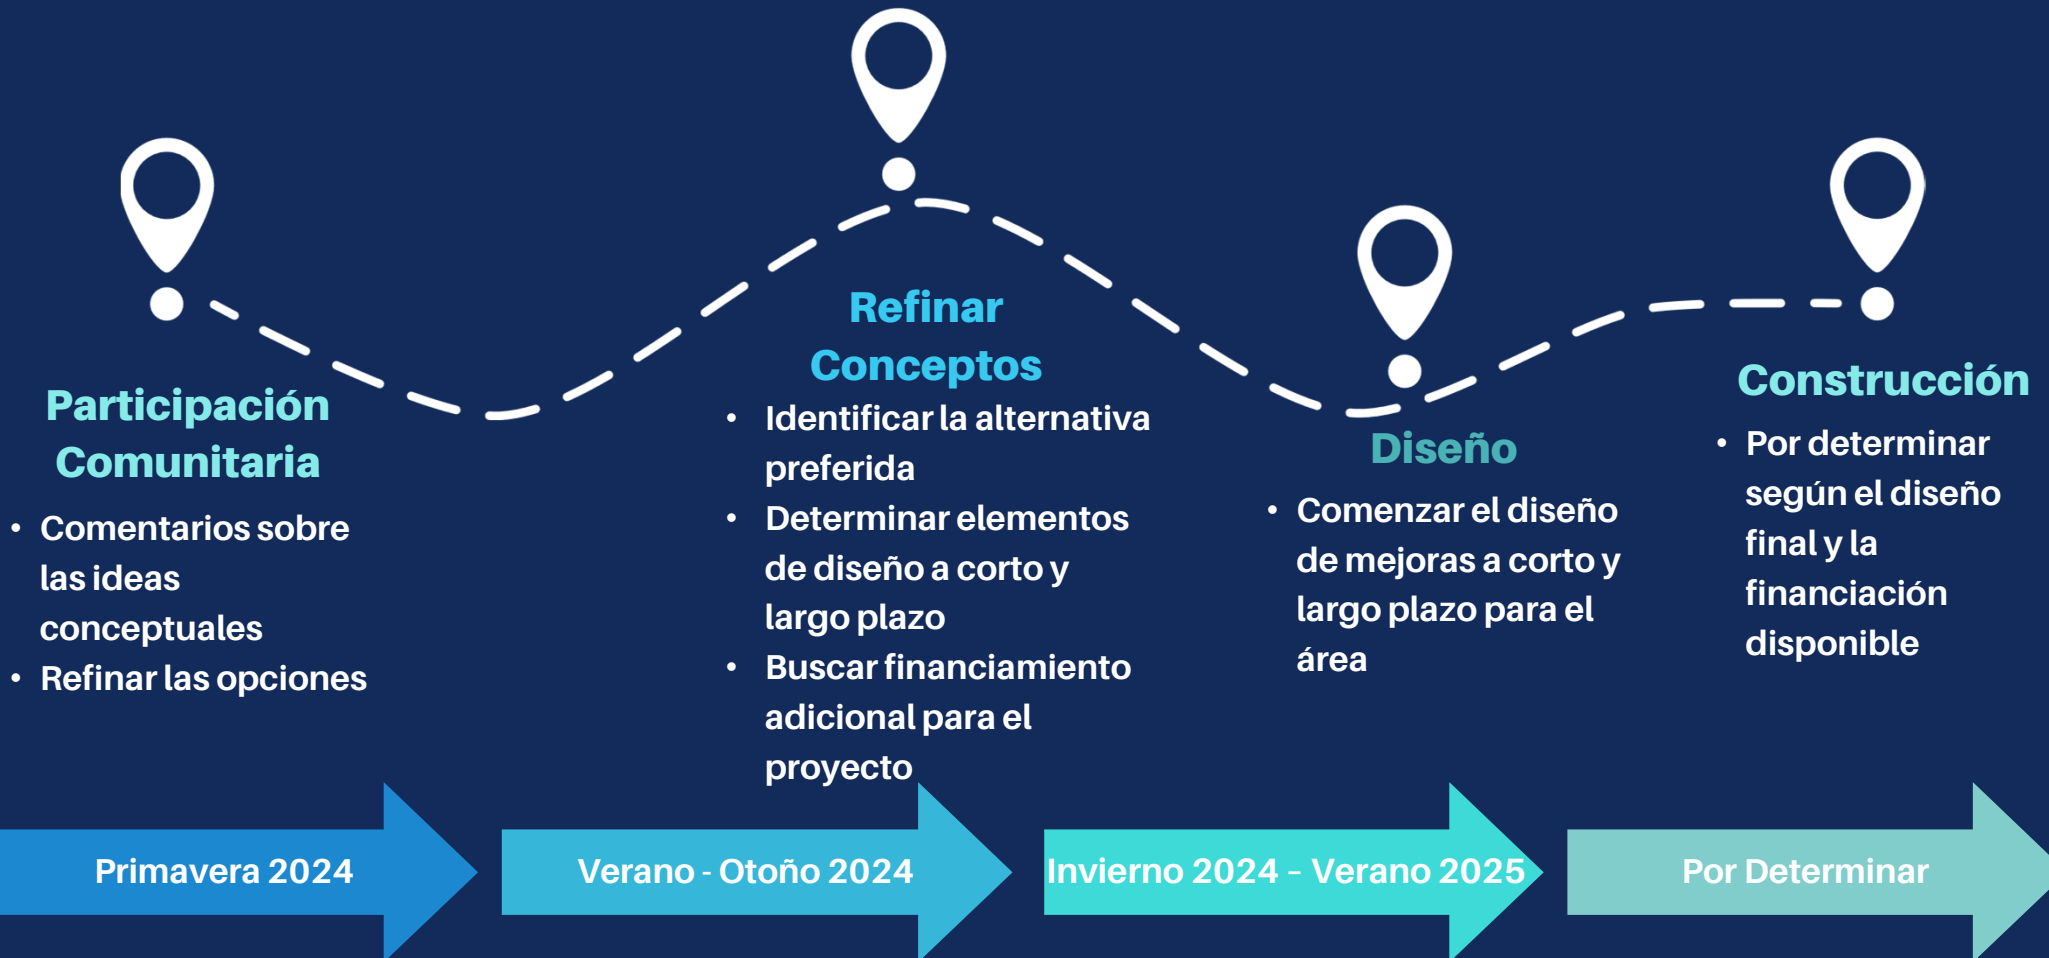 Participación
Comunitaria
• Comentarios sobre
las ideas
conceptuales
• Refinar las opciones
Refinar
Conceptos
• Identificar la alternativa
preferida
• Determinar elementos
de diseño a corto y
largo plazo
• Buscar financiamiento
adicional para el
proyecto
Diseño
• Comenzar el diseño
de mejoras a corto y
largo plazo para el
área
Construcción
• Por determinar
según el diseño
final y la
financiación
disponible
Primavera 2024
Verano - Otoño 2024
Invierno 2024 – Verano 2025
Por Determinar